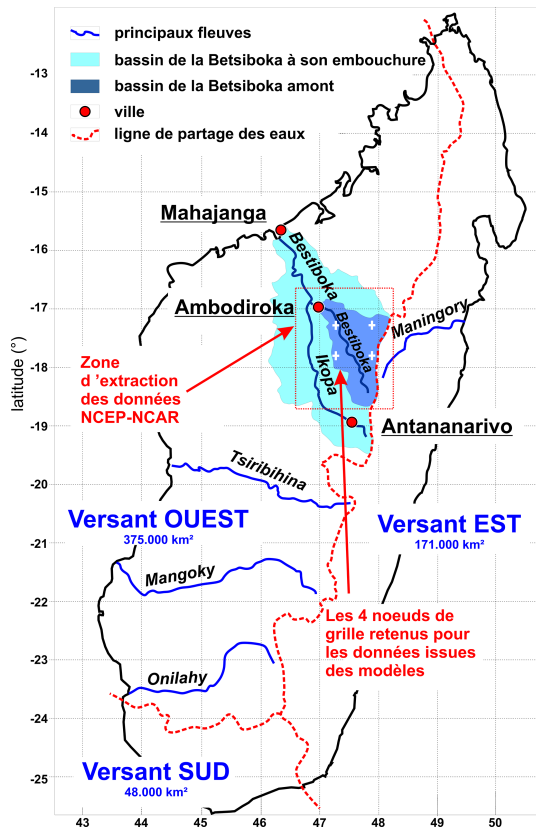 principaux fleuves
bassin de la Betsiboka à son embouchure
bassin de la Betsiboka amont
ville
ligne de partage des eaux
-13
-14
-15
-16
-17
-18
-19
-20
-21
-22
-23
-24
-25
latitude (°)
Mahajanga
Bestiboka
Ambodiroka
Bestiboka
Maningory
Ikopa
Zone
d 'extraction
des données
NCEP-NCAR
Antananarivo
Tsiribihina
Versant OUEST
375.000 km²
Versant EST
171.000 km²
Mangoky
Les 4 noeuds de
grille retenus pour
les données issues
des modèles
Onilahy
Versant SUD
48.000 km²
43 44 45 46 47 48 49 50